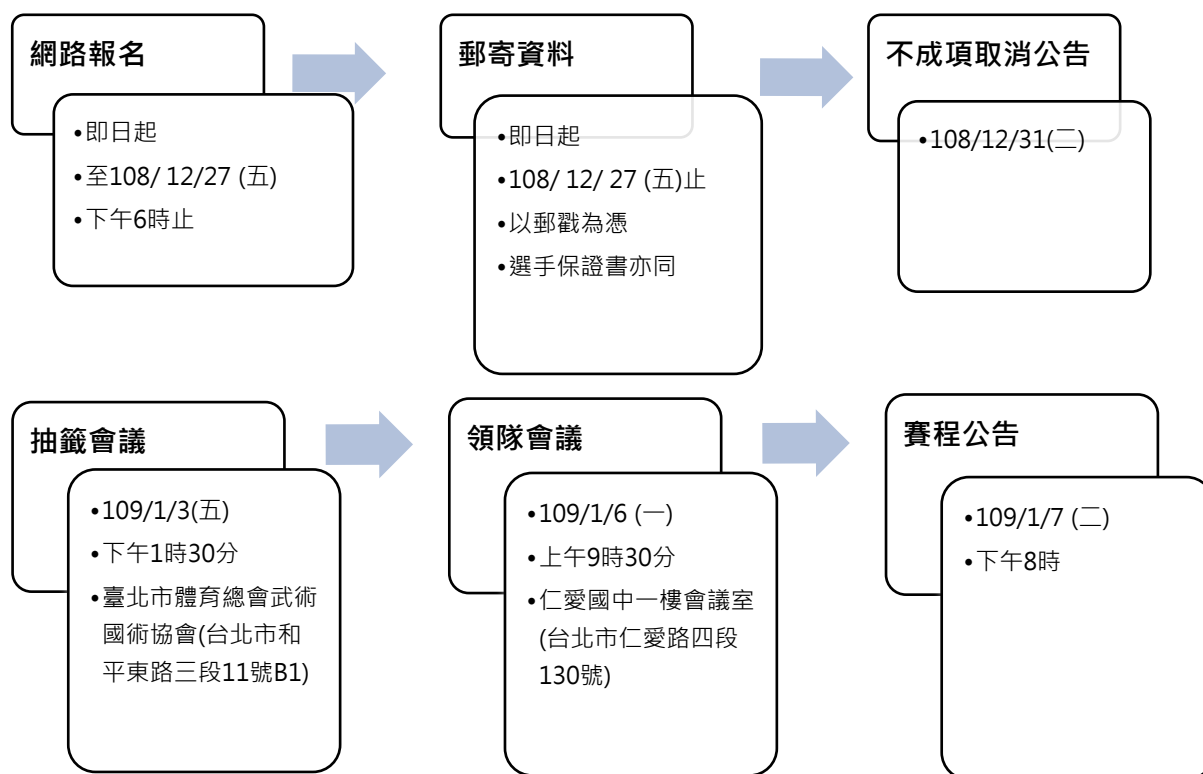 網路報名
•即日起
•至108/ 12/27 (五)
•下午6時止
郵寄資料
•即日起
•108/ 12/ 27 (五)止
•以郵戳為憑
•選手保證書亦同
不成項取消公告
•108/12/31(二)
抽籤會議
•109/1/3(五)
•下午1時30分
•臺北市體育總會武術
國術協會(台北市和
平東路三段11號B1)
領隊會議
•109/1/6 (一)
•上午9時30分
•仁愛國中一樓會議室
(台北市仁愛路四段
130號)
賽程公告
•109/1/7 (二)
•下午8時